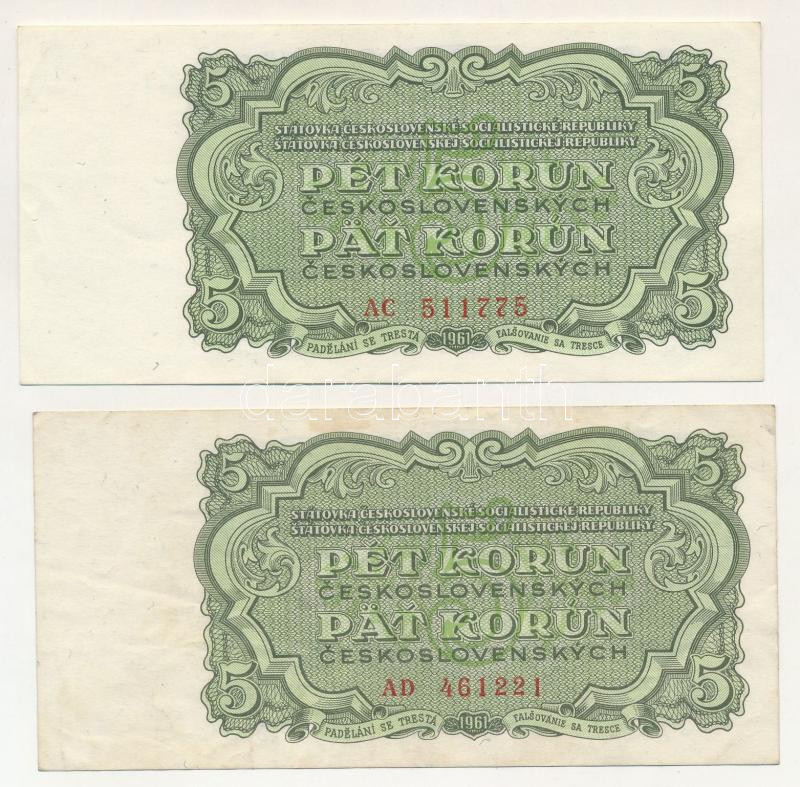 5 5
STÁTOVKA ČESKOSLOVENSKÉ SOCIALISTICKÉ REPUBLIKY
ŠTÁTOVKA ČESKOSLOVENSKEJ SOCIALISTICKEJ REPUBLIKY
PĚT KORUN
ČESKOSLOVENSKÝCH
PÄŤ KORÚN
ČESKOSLOVENSKÝCH
5 5
AC 511775
PADĚLÁNÍ SE TRESTÁ 1961 FALŠOVANIE SA TRESCE
darabanth
5 5
STÁTOVKA ČESKOSLOVENSKÉ SOCIALISTICKÉ REPUBLIKY
ŠTÁTOVKA ČESKOSLOVENSKEJ SOCIALISTICKEJ REPUBLIKY
PĚT KORUN
ČESKOSLOVENSKÝCH
PÄŤ KORÚN
ČESKOSLOVENSKÝCH
5 5
AD 461221
PADĚLÁNÍ SE TRESTÁ 1961 FALŠOVANIE SA TRESCE